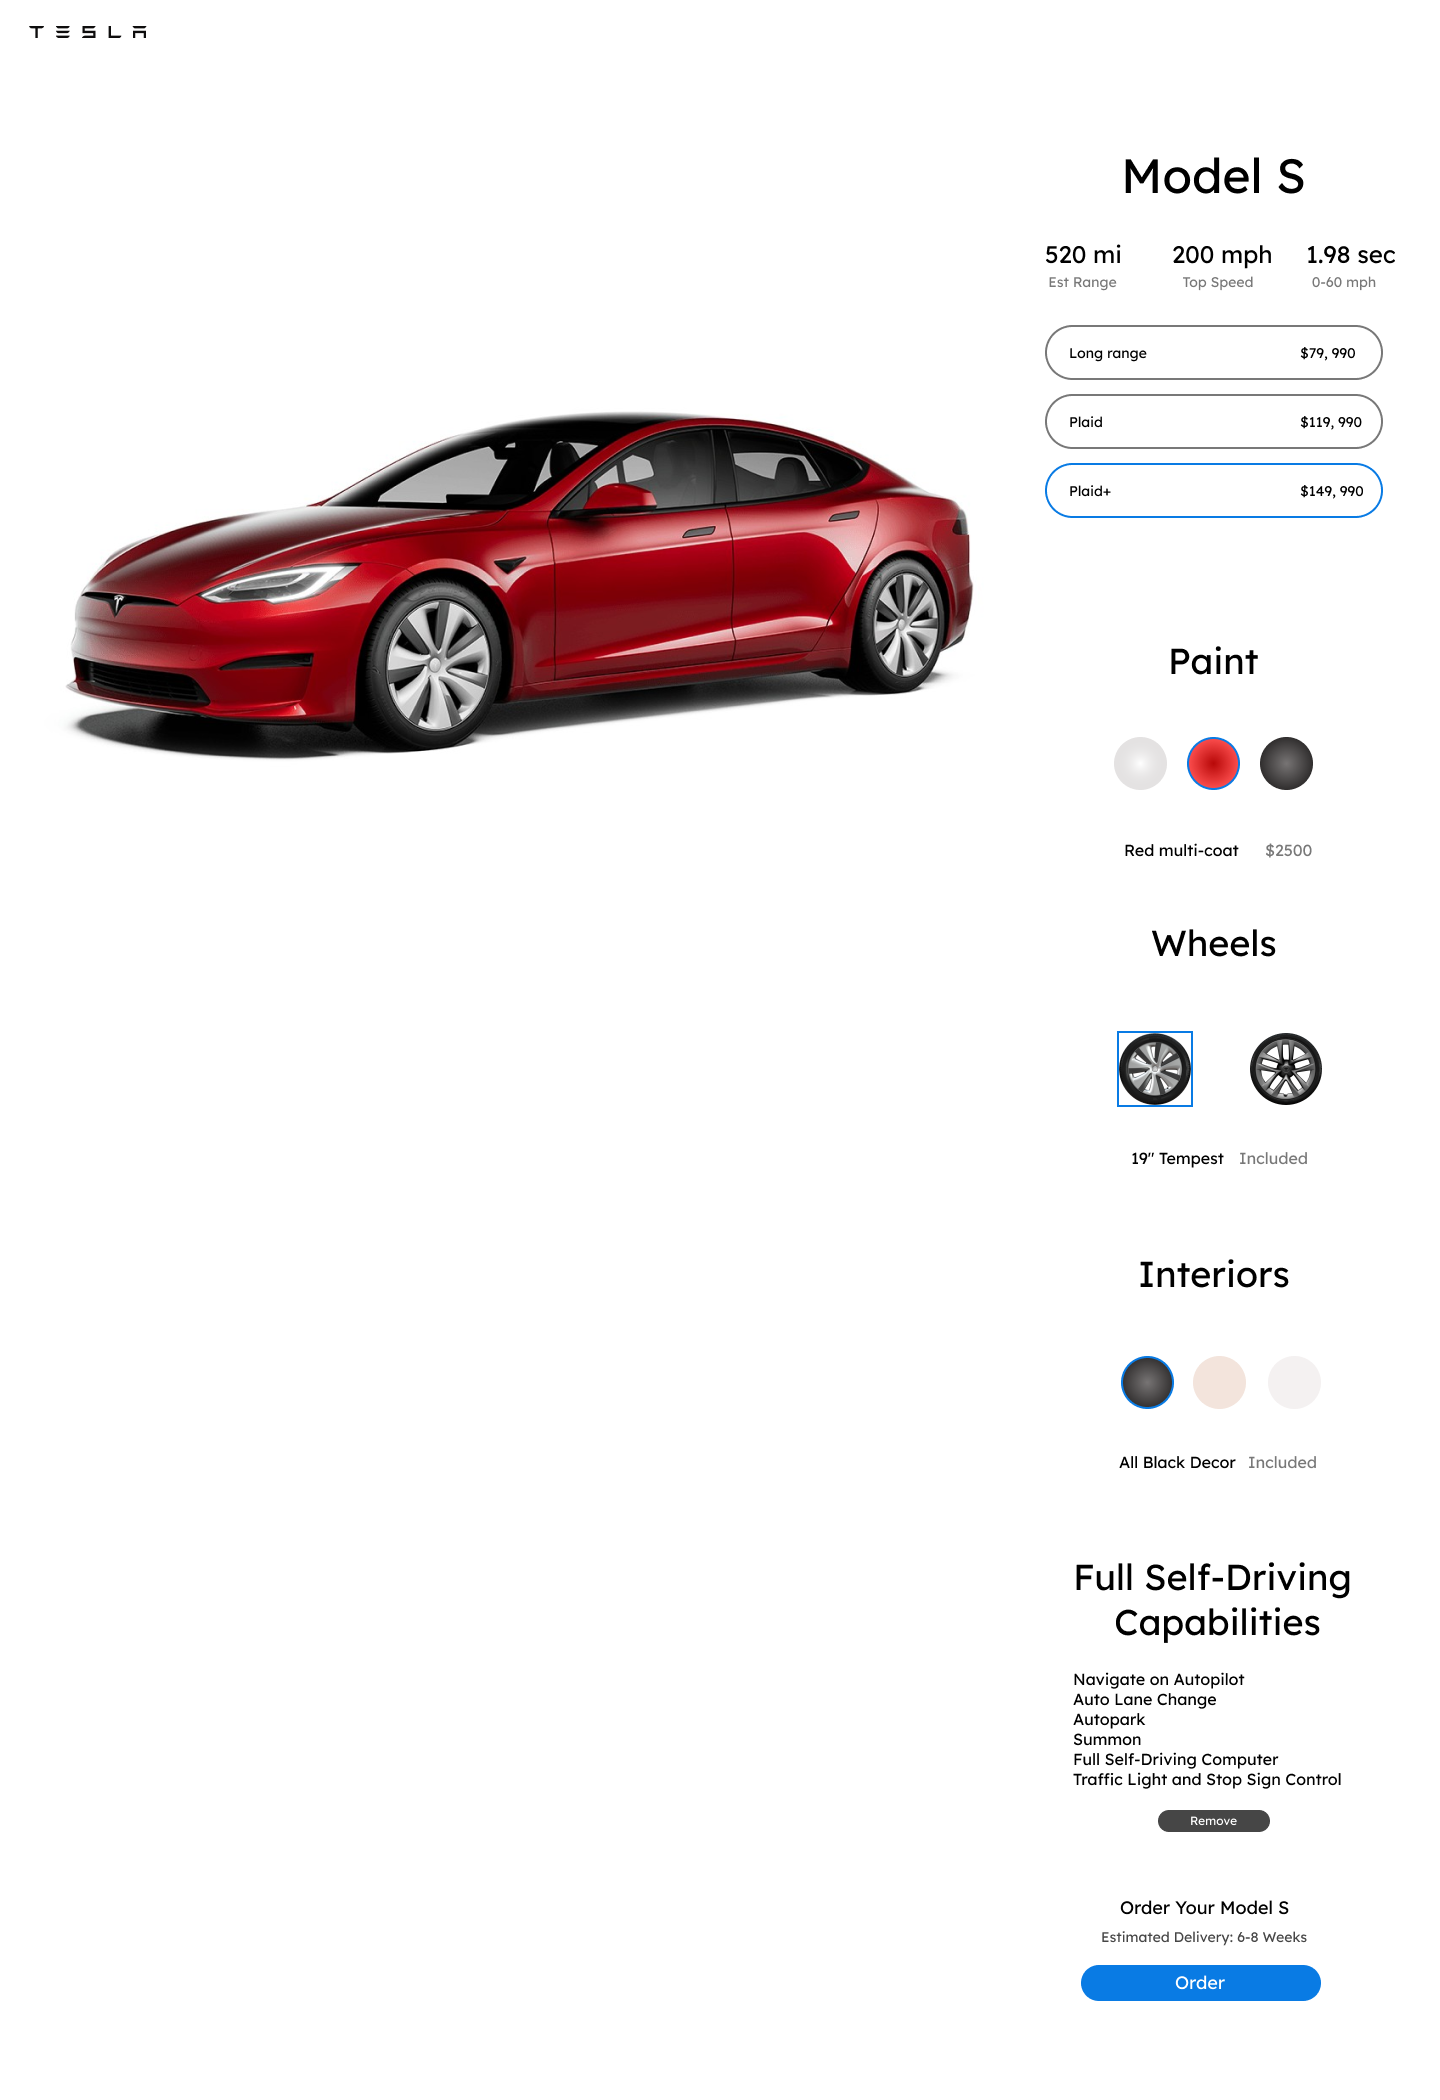 TESLA
Model S
520 mi 200 mph 1.98 sec
Est Range Top Speed 0-60 mph
Long range $79, 990
Plaid $119, 990
Plaid+ $149, 990
Paint
Red multi-coat $2500
Wheels
19" Tempest Included
Interiors
All Black Decor Included
Full Self-Driving
Capabilities
Navigate on Autopilot
Auto Lane Change
Autopark
Summon
Full Self-Driving Computer
Traffic Light and Stop Sign Control
Remove
Order Your Model S
Estimated Delivery: 6-8 Weeks
Order